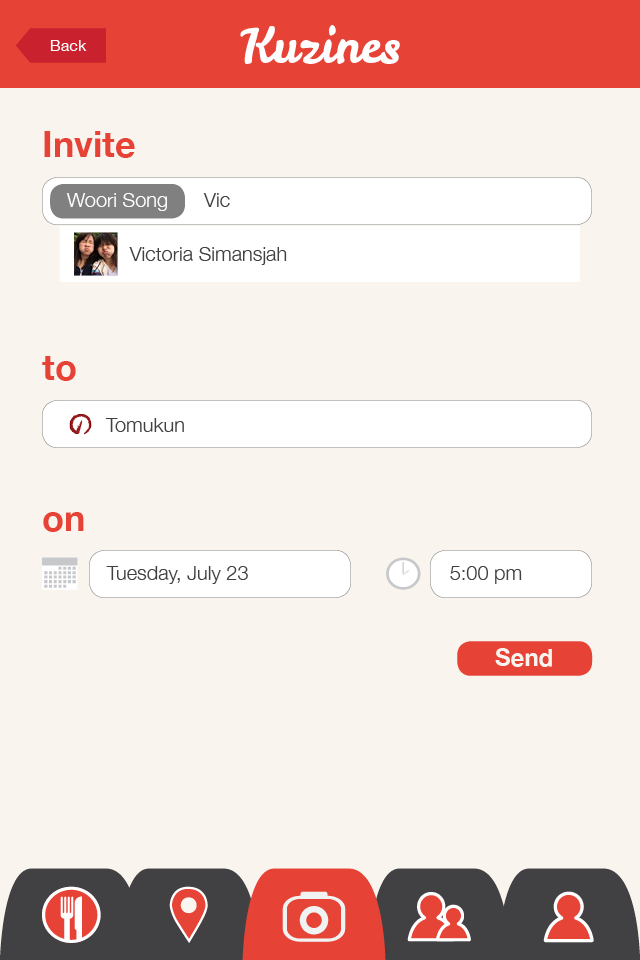 Back
Kuzines
Invite
Woori Song Vic
Victoria Simansjah
to
Tomukun
on
Tuesday, July 23 5:00 pm
Send